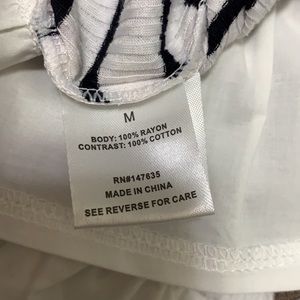 M
BODY: 100% RAYON
CONTRAST: 100% COTTON
RN#147635
MADE IN CHINA
SEE REVERSE FOR CARE